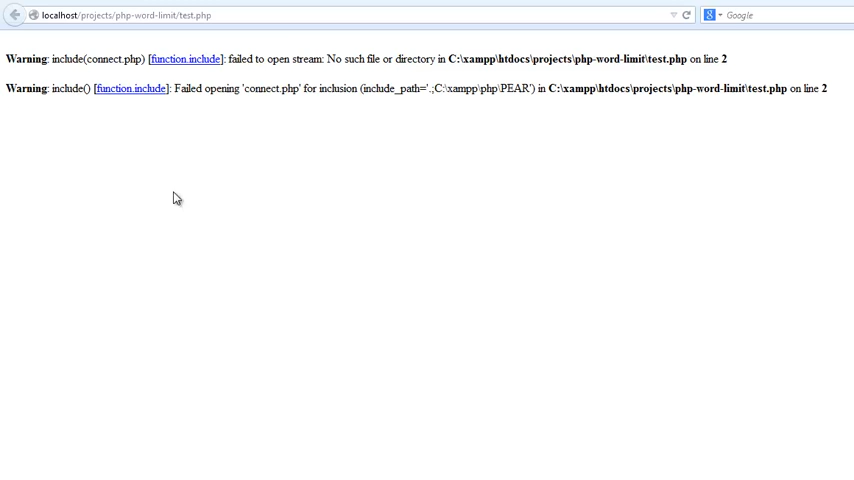 localhost/projects/php-word-limit/test.php
Google
Warning: include(connect.php) [function.include]: failed to open stream: No such file or directory in C:\xampp\htdocs\projects\php-word-limit\test.php on line 2
Warning: include() [function.include]: Failed opening 'connect.php' for inclusion (include_path='.;C:\xampp\php\PEAR') in C:\xampp\htdocs\projects\php-word-limit\test.php on line 2